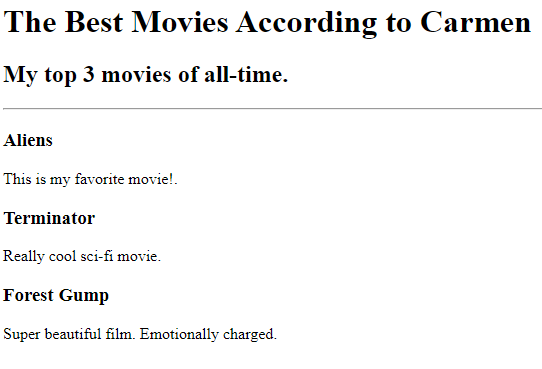 The Best Movies According to Carmen
My top 3 movies of all-time.
Aliens
This is my favorite movie!.
Terminator
Really cool sci-fi movie.
Forest Gump
Super beautiful film. Emotionally charged.